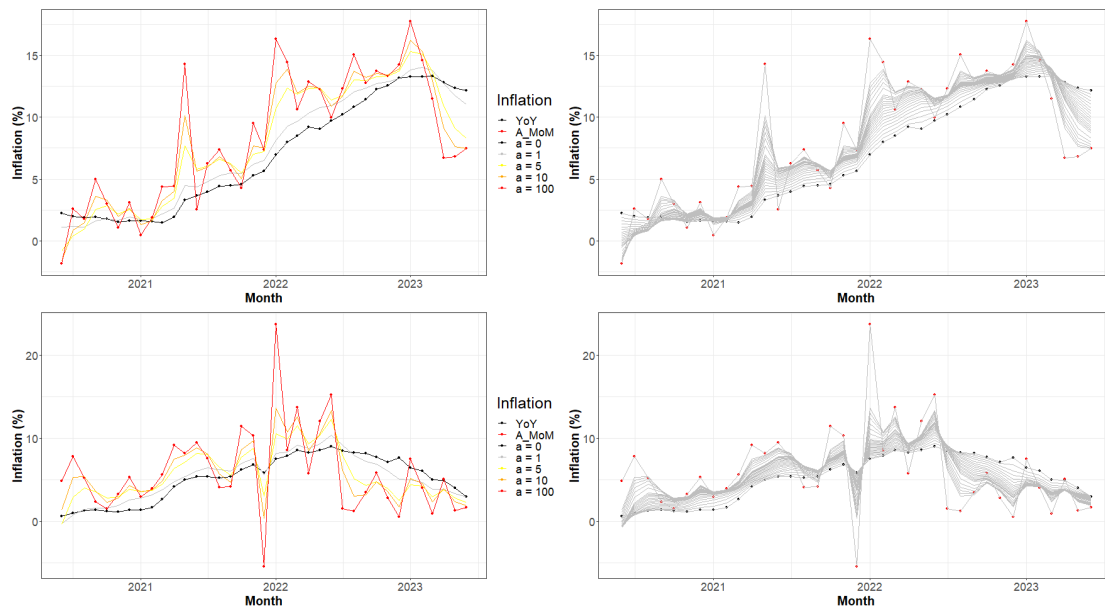 15
10
5
0
Inflation (%)
2021
2022
2023
Month
Inflation
YoY
A_MoM
a = 0
a = 1
a = 5
a = 10
a = 100
15
10
5
0
Inflation (%)
2021
2022
2023
Month
20
10
0
Inflation (%)
2021
2022
2023
Month
Inflation
YoY
A_MoM
a = 0
a = 1
a = 5
a = 10
a = 100
20
10
0
Inflation (%)
2021
2022
2023
Month